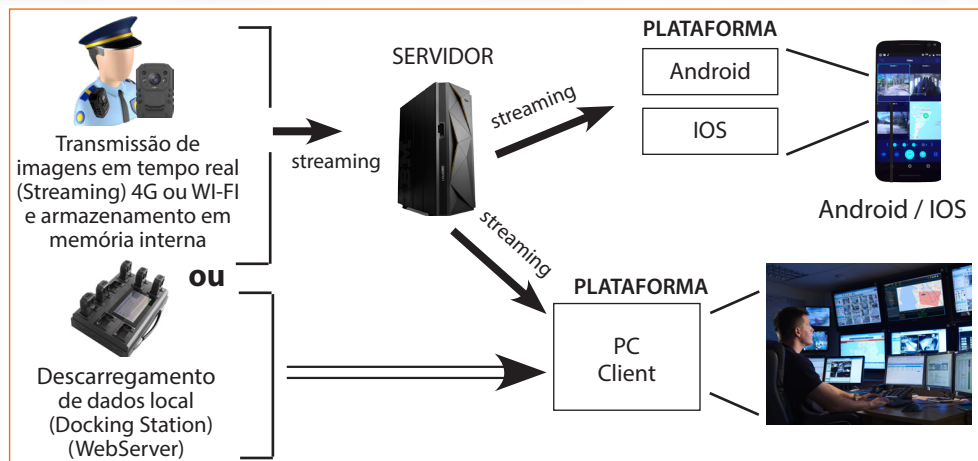 Transmissão de
imagens em tempo real
(Streaming) 4G ou WI-FI
e armazenamento em
memória interna
ou
Descarregamento
de dados local
(Docking Station)
(WebServer)
streaming
SERVIDOR
streaming
streaming
PLATAFORMA
Android
IOS
Android / IOS
PLATAFORMA
PC
Client